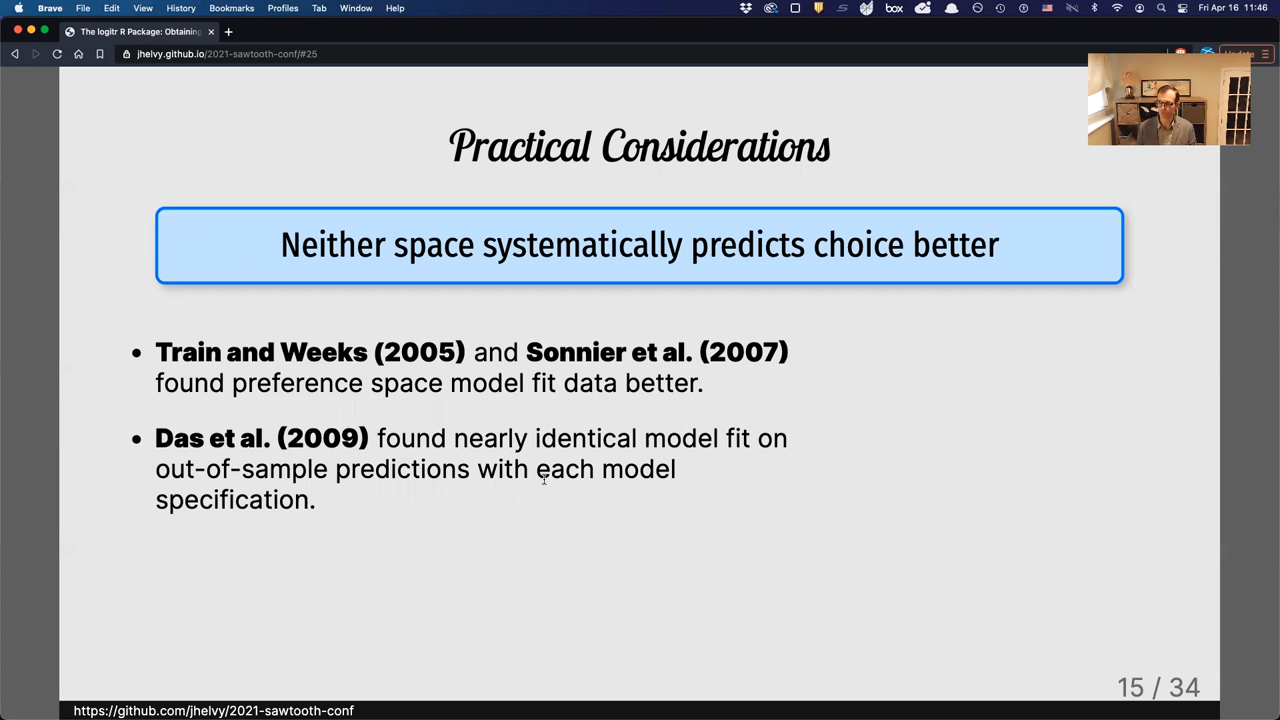 Brave File Edit View History Bookmarks Profiles Tab Window Help
box
Fri Apr 16 11:46
The logitr R Package: Obtaining
jhelvy.github.io/2021-sawtooth-conf/#25
Update
Practical Considerations
Neither space systematically predicts choice better
• Train and Weeks (2005) and Sonnier et al. (2007)
found preference space model fit data better.
• Das et al. (2009) found nearly identical model fit on
out-of-sample predictions with each model
specification.
15 / 34
https://github.com/jhelvy/2021-sawtooth-conf